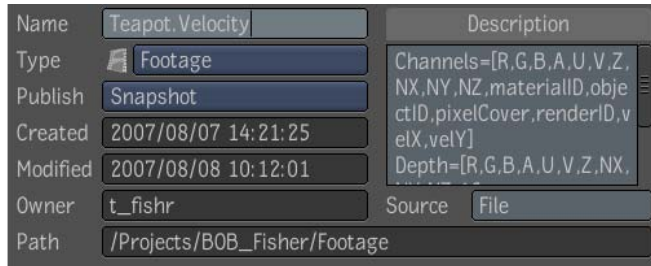 Name Teapot.Velocity
Type Footage
Publish Snapshot
Created 2007/08/07 14:21:25
Modified 2007/08/08 10:12:01
Owner t_fishr
Path /Projects/BOB_Fisher/Footage
Description
Channels=[R,G,B,A,U,V,Z,
NX,NY,NZ,materialID,obje
ctID,pixelCover,renderID,v
elX,velY]
Depth=[R,G,B,A,U,V,Z,NX,
Source File